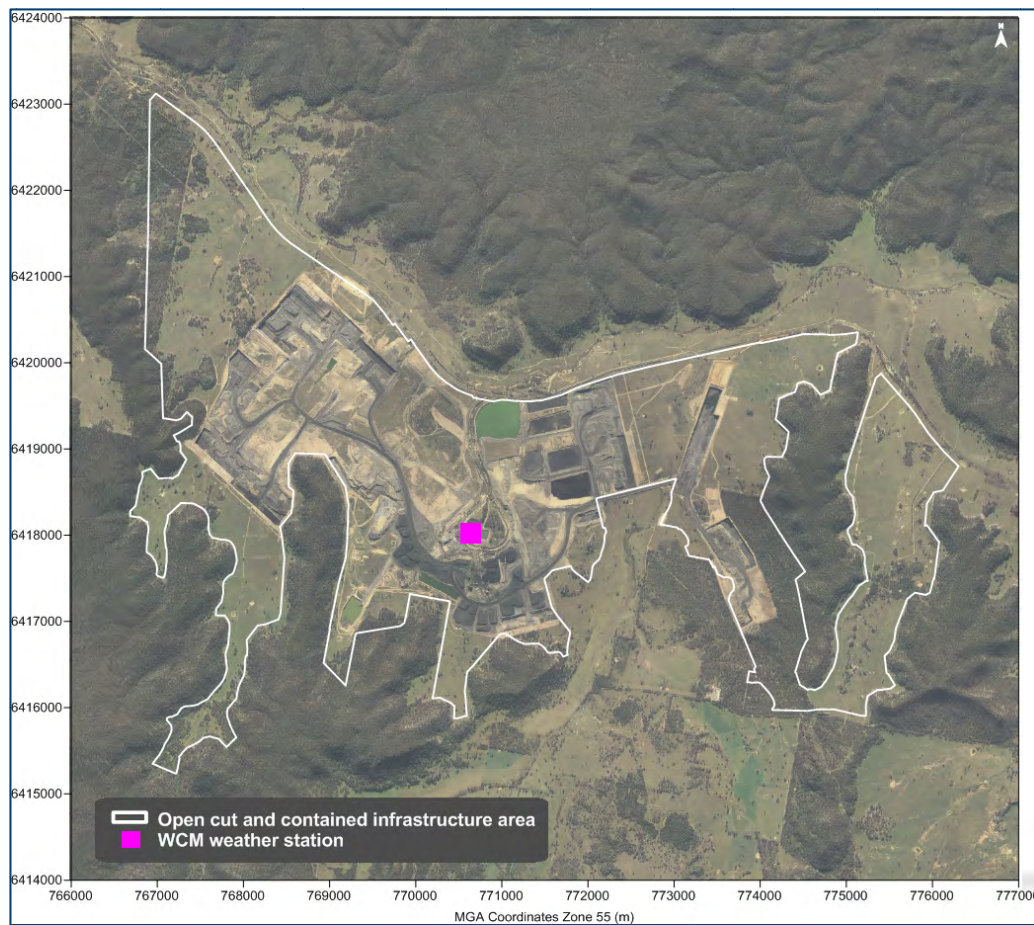 6424000
6423000
6422000
6421000
6420000
6419000
6418000
6417000
6416000
6415000
6414000
N
Open cut and contained infrastructure area
WCM weather station
766000 767000 768000 769000 770000 771000 772000 773000 774000 775000 776000 777000
MGA Coordinates Zone 55 (m)